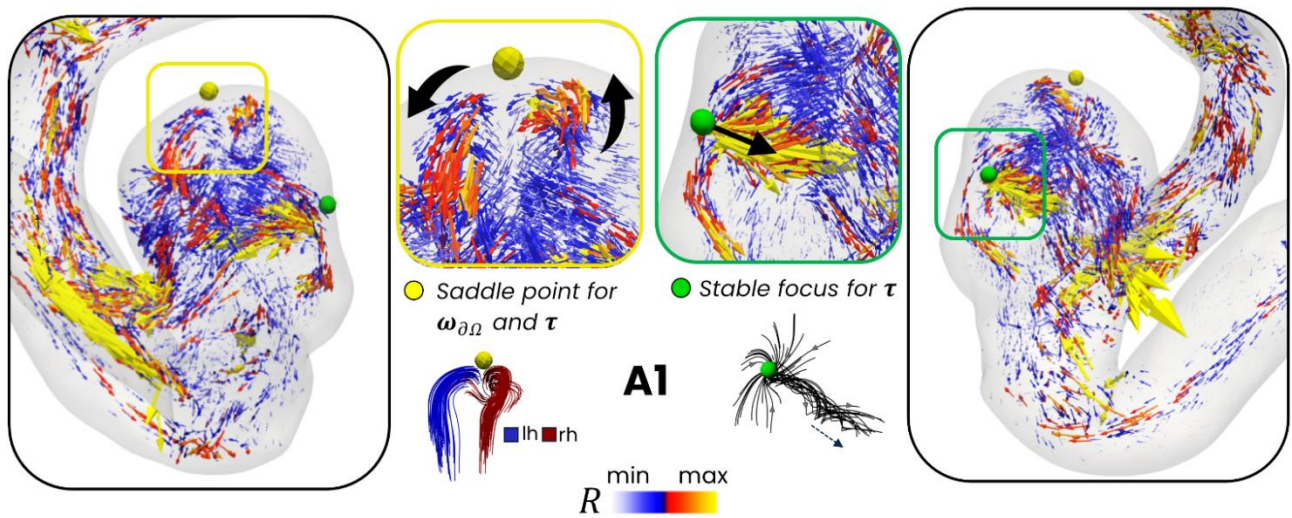 Saddle point for
𝝎∂Ω and 𝝉
Stable focus for 𝝉
A1
lh rh
min max
R